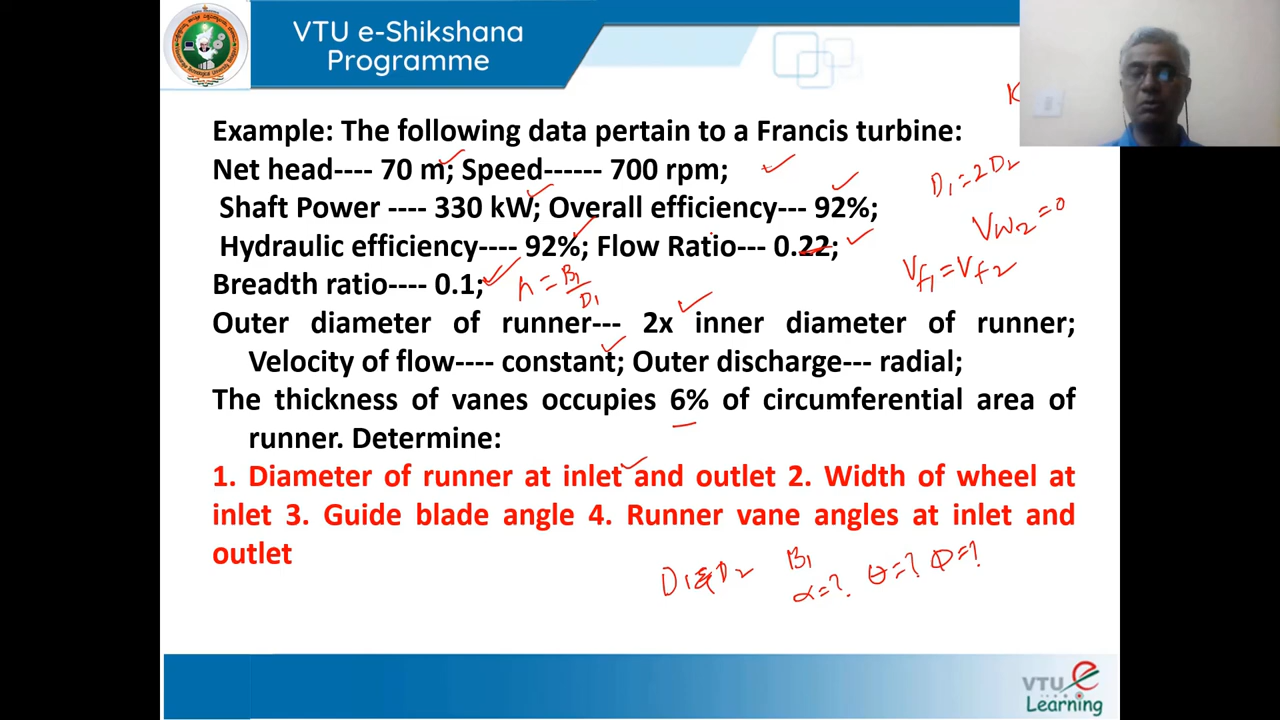 VTU e-Shikshana
Programme
K
Example: The following data pertain to a Francis turbine:
Net head---- 70 m; Speed------ 700 rpm;
D1=2D2
Shaft Power ---- 330 kW; Overall efficiency--- 92%;
Vw2=0
Hydraulic efficiency---- 92%; Flow Ratio--- 0.22;
Vf1=Vf2
Breadth ratio---- 0.1; n=B1/D1
Outer diameter of runner--- 2x inner diameter of runner;
Velocity of flow---- constant; Outer discharge--- radial;
The thickness of vanes occupies 6% of circumferential area of
runner. Determine:
1. Diameter of runner at inlet and outlet 2. Width of wheel at
inlet 3. Guide blade angle 4. Runner vane angles at inlet and
outlet
D1&D2 B1
α=? θ=? Φ=?
VTU e
Learning